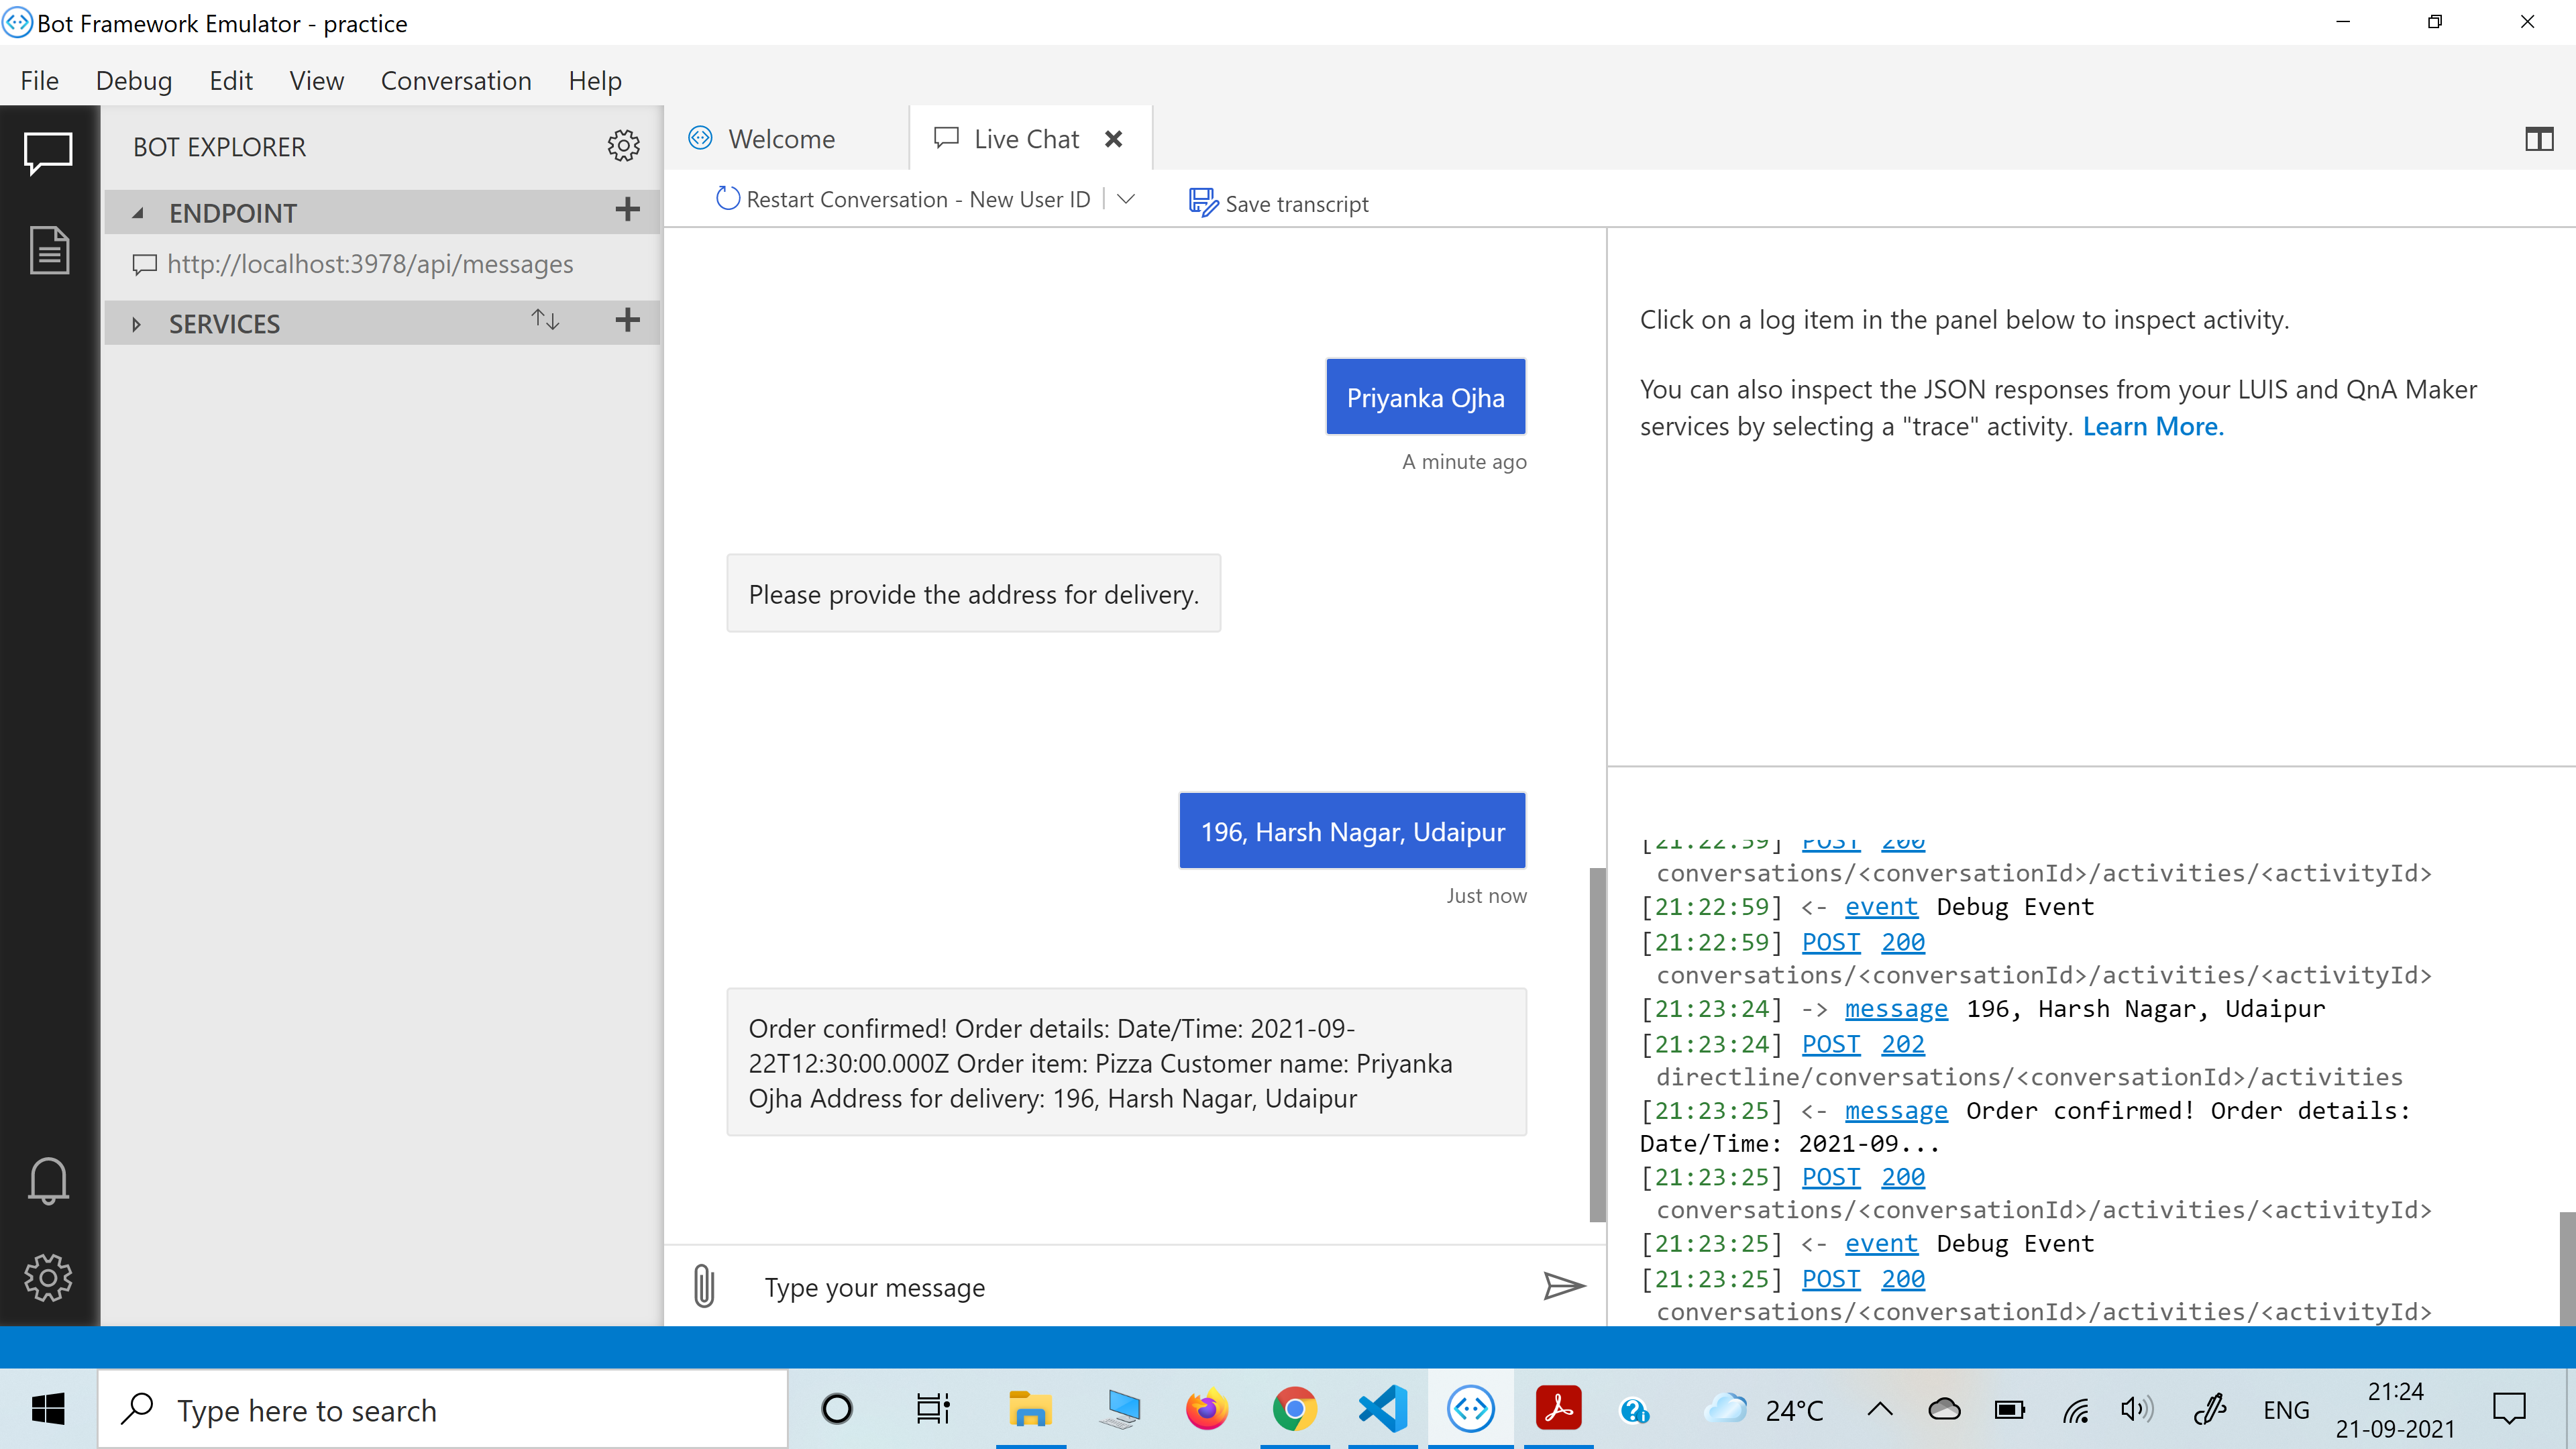 Bot Framework Emulator - practice
File Debug Edit View Conversation Help
BOT EXPLORER
ENDPOINT
http://localhost:3978/api/messages
SERVICES
Welcome
Live Chat
Restart Conversation - New User ID
Save transcript
Priyanka Ojha
A minute ago
Please provide the address for delivery.
196, Harsh Nagar, Udaipur
Just now
Order confirmed! Order details: Date/Time: 2021-09-
22T12:30:00.000Z Order item: Pizza Customer name: Priyanka
Ojha Address for delivery: 196, Harsh Nagar, Udaipur
Type your message
Click on a log item in the panel below to inspect activity.
You can also inspect the JSON responses from your LUIS and QnA Maker
services by selecting a "trace" activity. Learn More.
[21:22:59] POST 200
conversations/<conversationId>/activities/<activityId>
[21:22:59] <- event Debug Event
[21:22:59] POST 200
conversations/<conversationId>/activities/<activityId>
[21:23:24] -> message 196, Harsh Nagar, Udaipur
[21:23:24] POST 202
directline/conversations/<conversationId>/activities
[21:23:25] <- message Order confirmed! Order details:
Date/Time: 2021-09...
[21:23:25] POST 200
conversations/<conversationId>/activities/<activityId>
[21:23:25] <- event Debug Event
[21:23:25] POST 200
conversations/<conversationId>/activities/<activityId>
Type here to search
24°C
ENG
21:24
21-09-2021